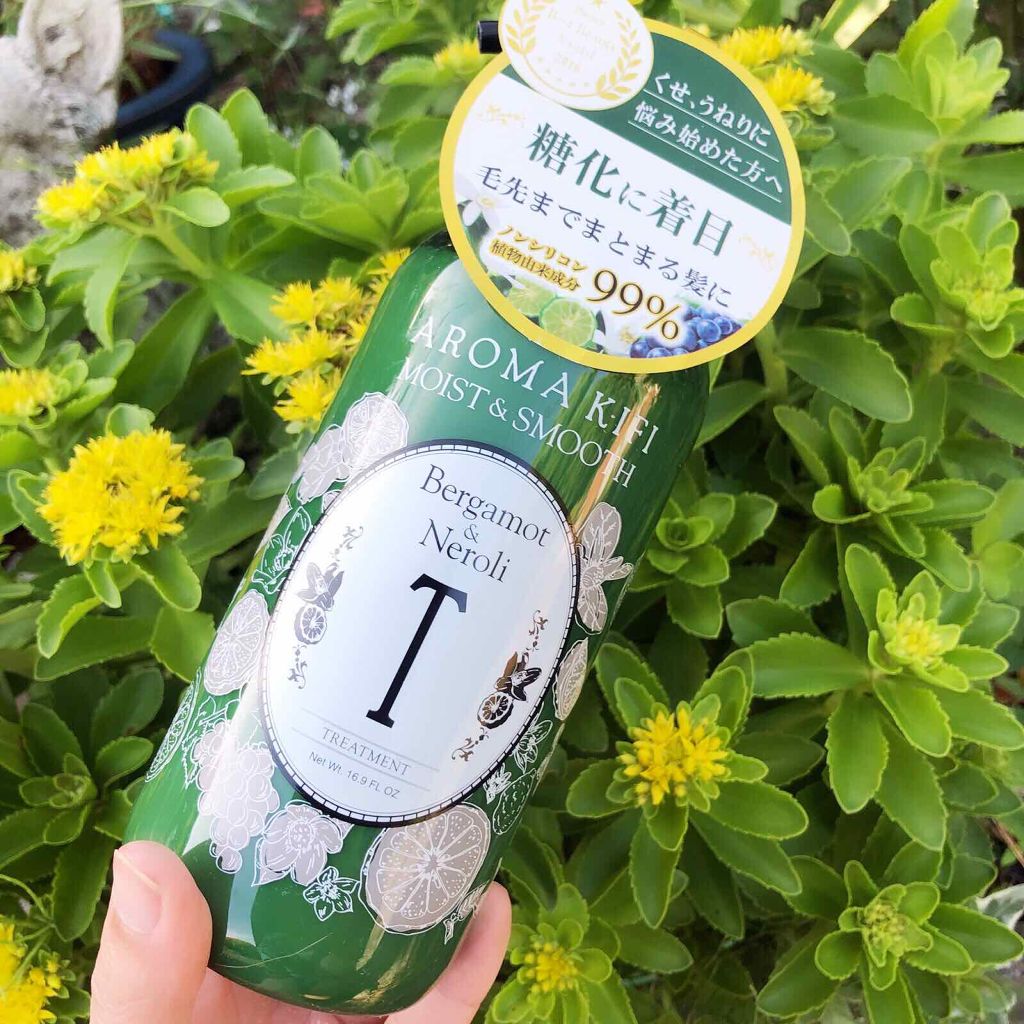 くせ、うねりに
悩み始めた方へ
糖化に着目
毛先までまとまる髪に
ノンシリコン
植物由来成分
99%
AROMA KIFI
MOIST & SMOOTH
Bergamot
&
Neroli
T
TREATMENT
Net Wt. 16.9 FL OZ